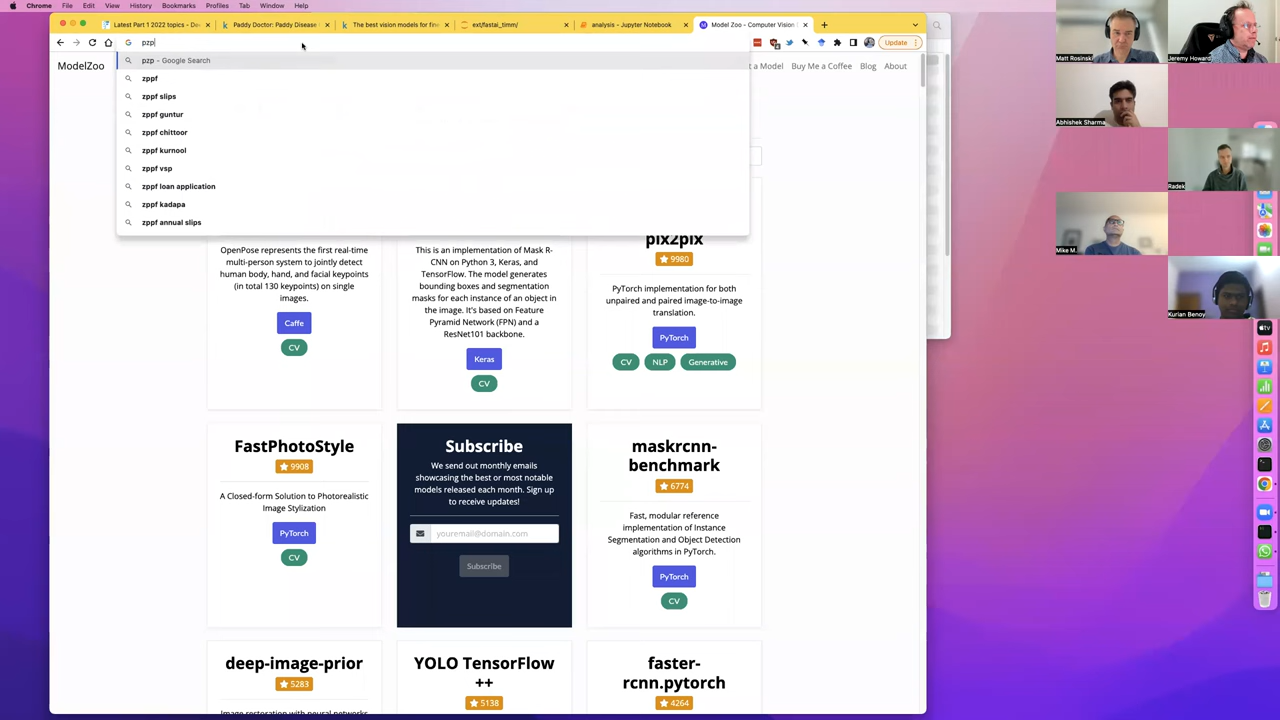 Chrome File Edit View History Bookmarks Profiles Tab Window Help
Latest Part 1 2022 topics - De
Paddy Doctor: Paddy Disease
The best vision models for fine
ext/fastai_timm/
analysis - Jupyter Notebook
Model Zoo - Computer Vision
pzp
Update
ModelZoo
t a Model Buy Me a Coffee Blog About
pzp - Google Search
zppf
zppf slips
zppf guntur
zppf chittoor
zppf kurnool
zppf vsp
zppf loan application
zppf kadapa
zppf annual slips
OpenPose represents the first real-time
multi-person system to jointly detect
human body, hand, and facial keypoints
(in total 130 keypoints) on single
images.
Caffe
CV
This is an implementation of Mask R-
CNN on Python 3, Keras, and
TensorFlow. The model generates
bounding boxes and segmentation
masks for each instance of an object in
the image. It's based on Feature
Pyramid Network (FPN) and a
ResNet101 backbone.
Keras
CV
pix2pix
9980
PyTorch implementation for both
unpaired and paired image-to-image
translation.
PyTorch
CV NLP Generative
FastPhotoStyle
9908
A Closed-form Solution to Photorealistic
Image Stylization
PyTorch
CV
Subscribe
We send out monthly emails
showcasing the best or most notable
models released each month. Sign up
to receive updates!
youremail@domain.com
Subscribe
maskrcnn-
benchmark
6774
Fast, modular reference
implementation of Instance
Segmentation and Object Detection
algorithms in PyTorch.
PyTorch
CV
deep-image-prior
5283
Image restoration with neural networks
YOLO TensorFlow
++
5138
faster-
rcnn.pytorch
4264
Matt Rosinski
Jeremy Howard
Abhishek Sharma
Radek
Mike M.
Kurian Benoy